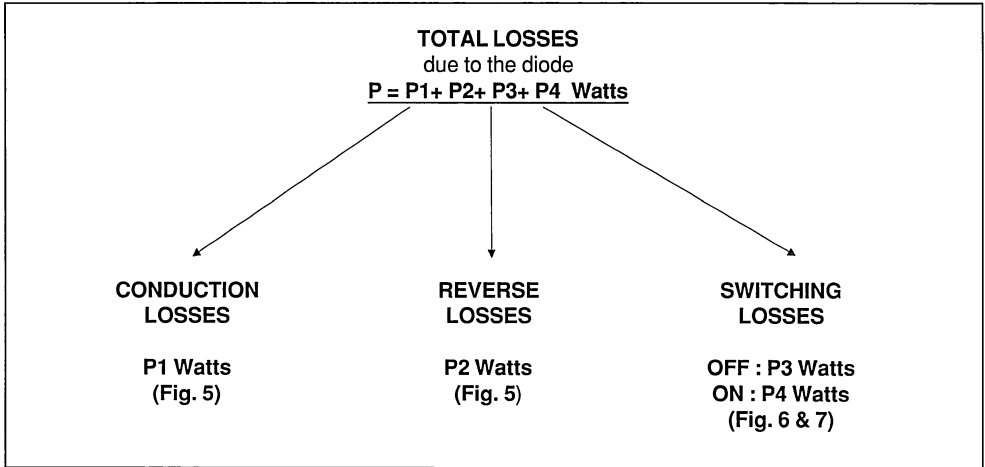 TOTAL LOSSES
due to the diode
P = P1+ P2+ P3+ P4 Watts
CONDUCTION
LOSSES
P1 Watts
(Fig. 5)
REVERSE
LOSSES
P2 Watts
(Fig. 5)
SWITCHING
LOSSES
OFF : P3 Watts
ON : P4 Watts
(Fig. 6 & 7)